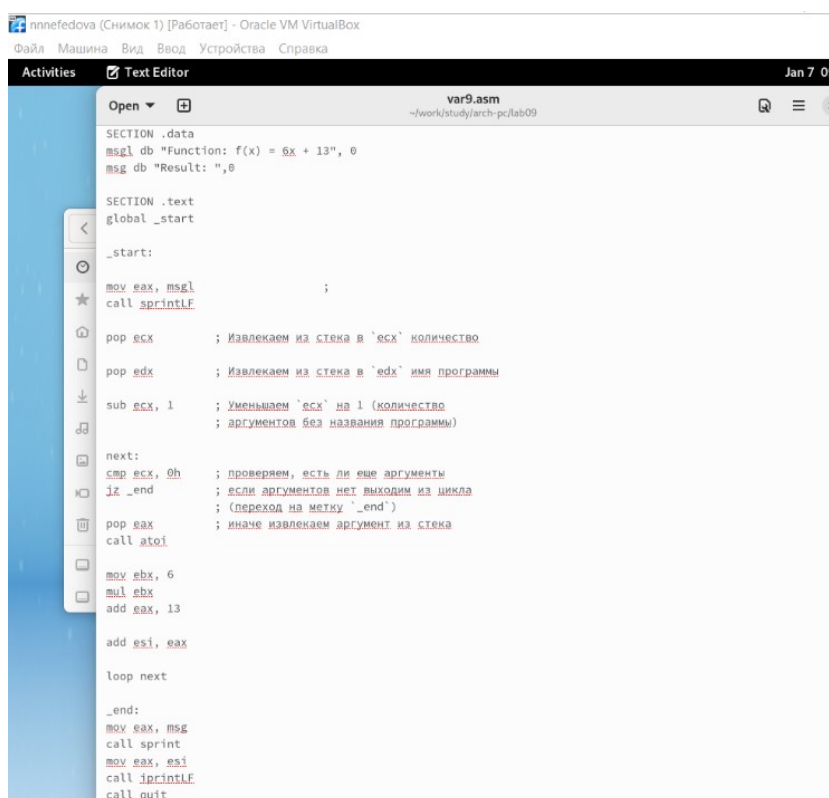 nnnefedova (Снимок 1) [Работает] - Oracle VM VirtualBox
Файл Машина Вид Ввод Устройства Справка
Activities Text Editor Jan 7 0
Open var9.asm
~/work/study/arch-pc/lab09
SECTION .data
msgl db "Function: f(x) = 6x + 13", 0
msg db "Result: ",0
SECTION .text
global _start
_start:
mov eax, msgl ;
call sprintLF
pop ecx ; Извлекаем из стека в `ecx` количество
pop edx ; Извлекаем из стека в `edx` имя программы
sub ecx, 1 ; Уменьшаем `ecx` на 1 (количество
; аргументов без названия программы)
next:
cmp ecx, 0h ; проверяем, есть ли еще аргументы
jz _end ; если аргументов нет выходим из цикла
; (переход на метку `_end`)
pop eax ; иначе извлекаем аргумент из стека
call atoi
mov ebx, 6
mul ebx
add eax, 13
add esi, eax
loop next
_end:
mov eax, msg
call sprint
mov eax, esi
call iprintLF
call quit